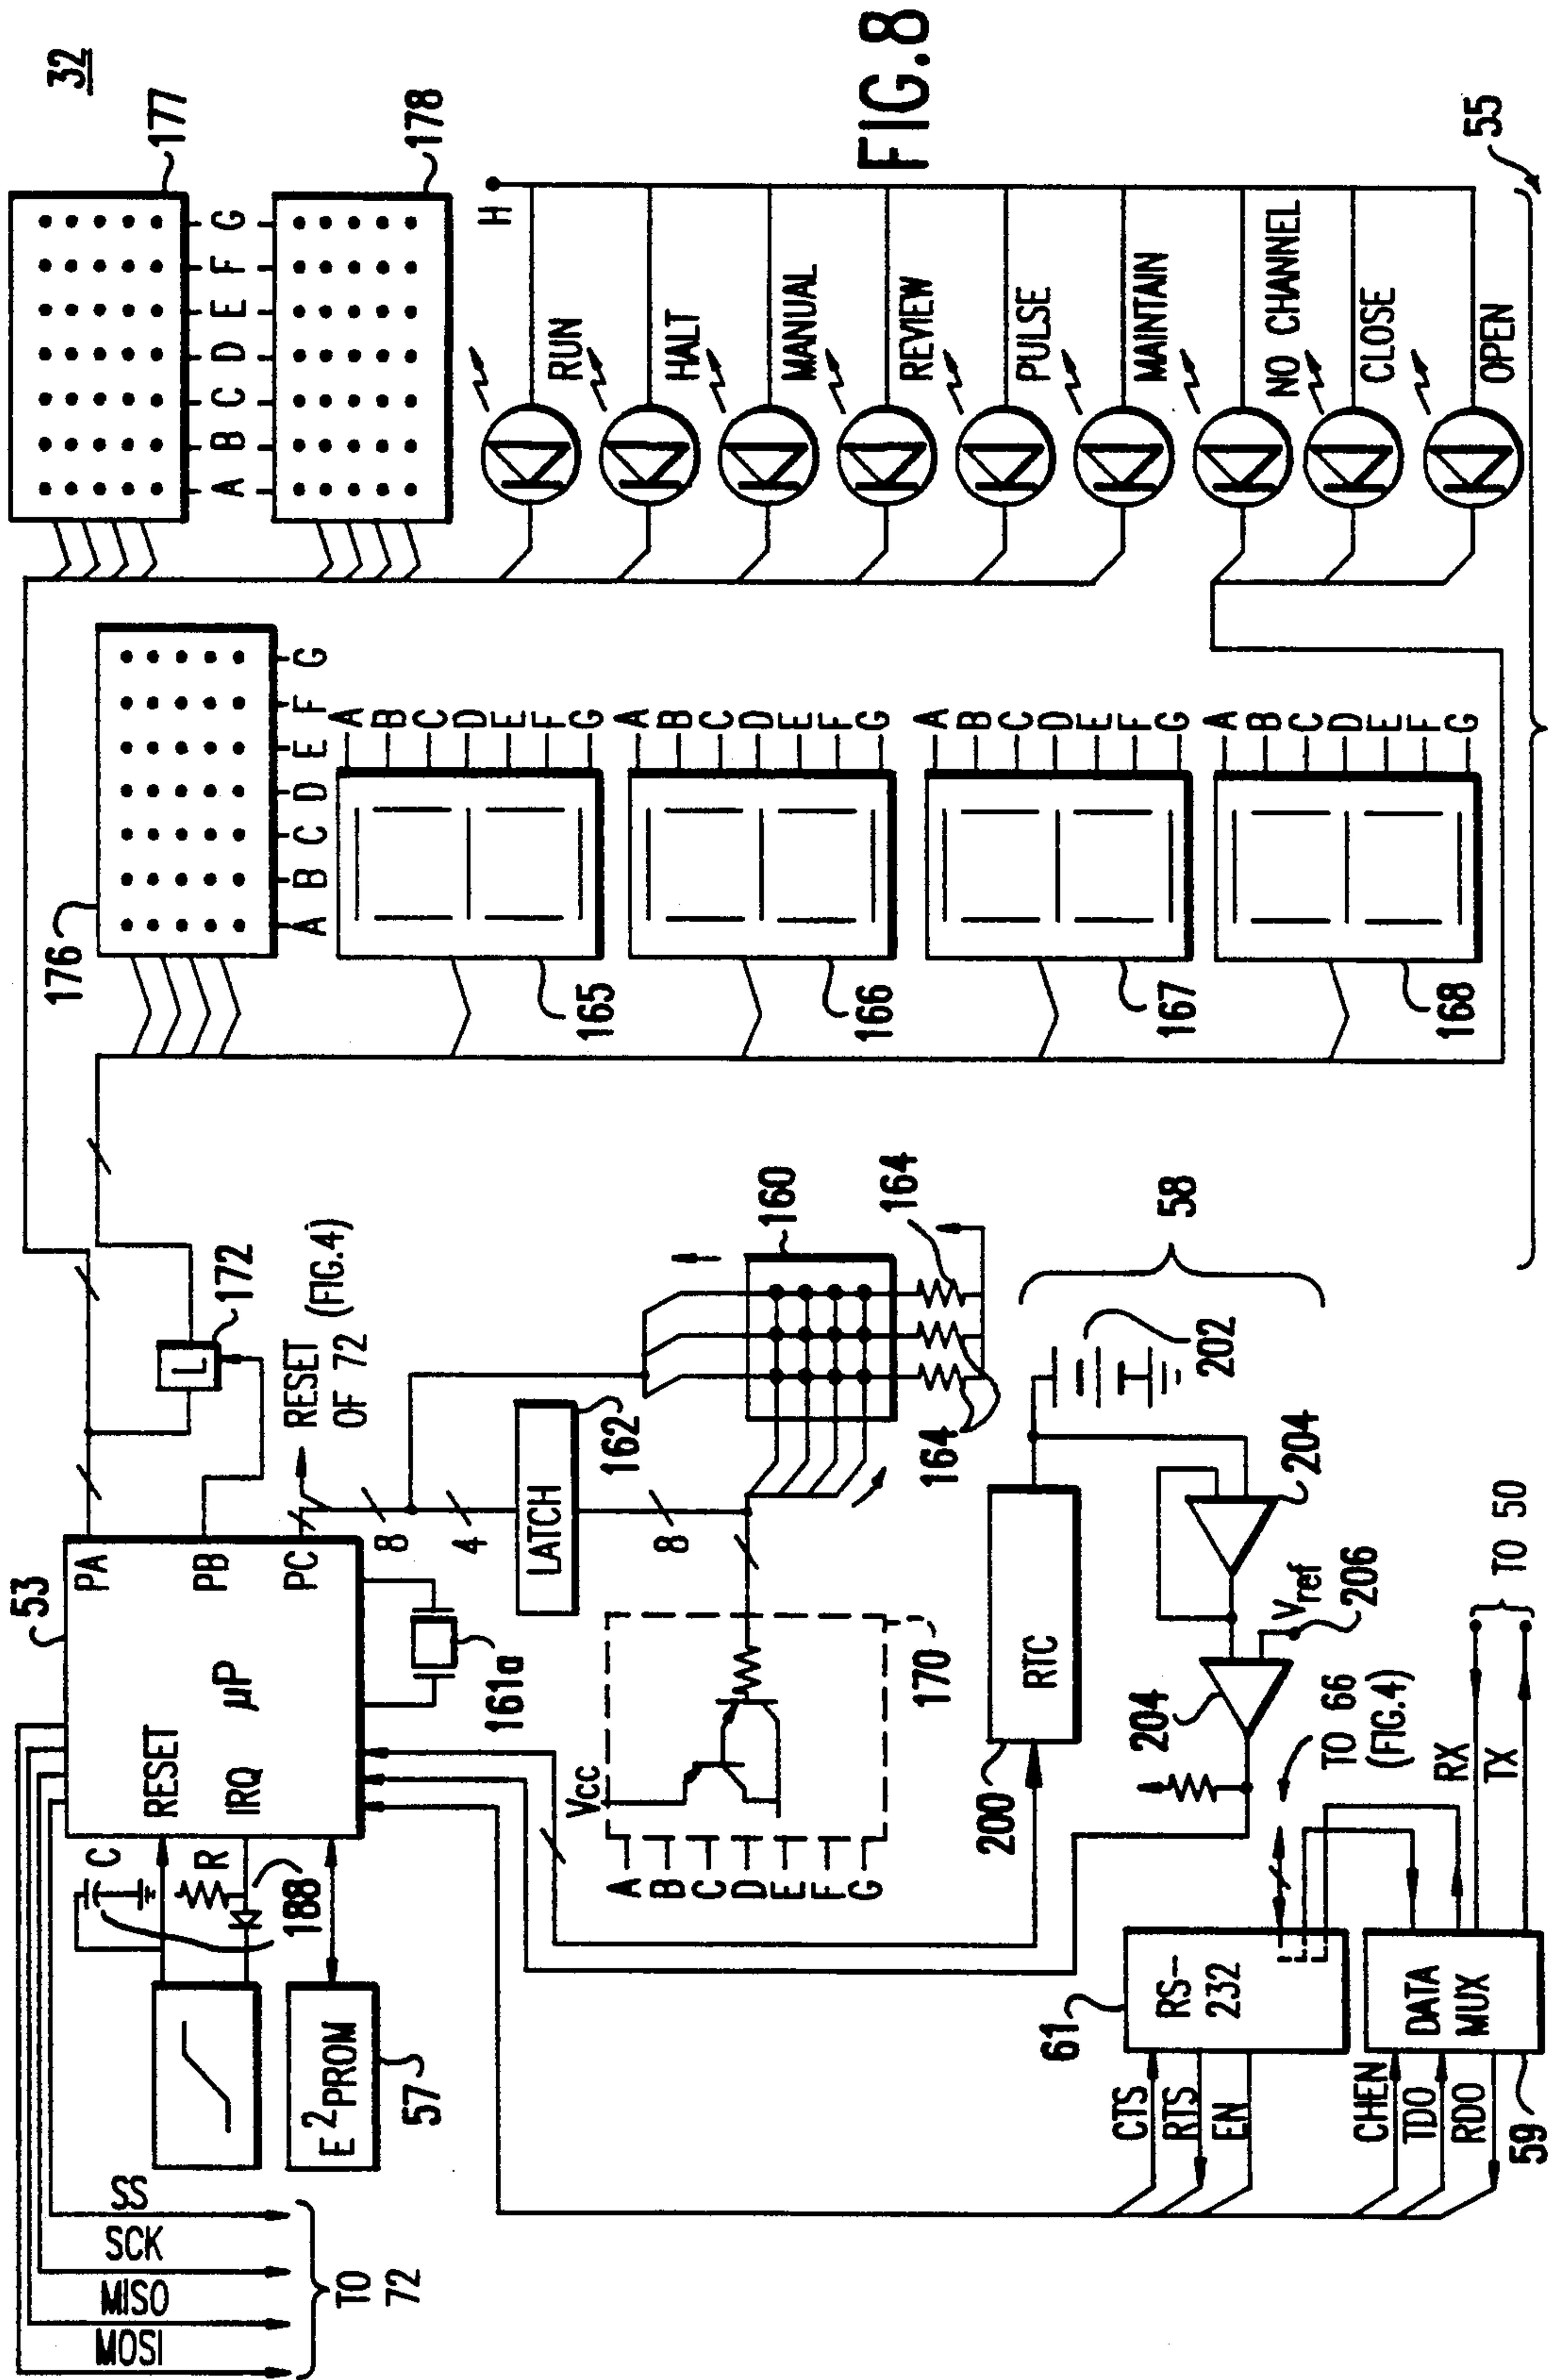 FIG.8
32
177
A B C D E F G
178
H
RUN
HALT
MANUAL
REVIEW
PULSE
MAINTAIN
NO CHANNEL
CLOSE
OPEN
55
176
A B C D E F G
A
B
C
D
E
F
G
165
A
B
C
D
E
F
G
166
A
B
C
D
E
F
G
167
A
B
C
D
E
F
G
168
53
PA
PB
PC
µP
RESET
IRQ
172
L
RESET
OF 72 (FIG.4)
8
4
LATCH
162
8
160
164
164
161a
C
R
188
E²PROM
57
SS
SCK
MISO
MOSI
TO
72
Vcc
A
B
C
D
E
F
G
170
RTC
200
58
202
204
204
Vref
206
TO 66
(FIG.4)
TO 50
RX
TX
61
RS-
232
CTS
RTS
EN
DATA
MUX
CHEN
TDO
RDO
59